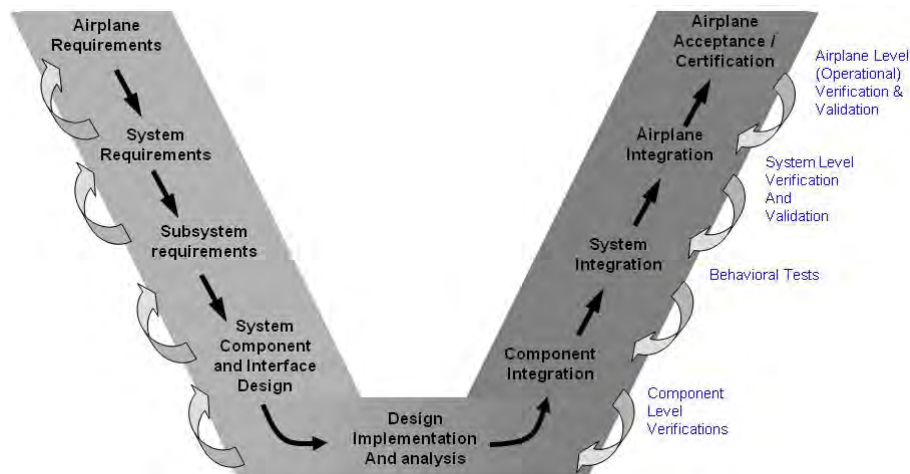 Airplane
Requirements
System
Requirements
Subsystem
requirements
System
Component
and Interface
Design
Design
Implementation
And analysis
Component
Integration
System
Integration
Airplane
Integration
Airplane
Acceptance /
Certification
Airplane Level
(Operational)
Verification &
Validation
System Level
Verification
And
Validation
Behavioral Tests
Component
Level
Verifications